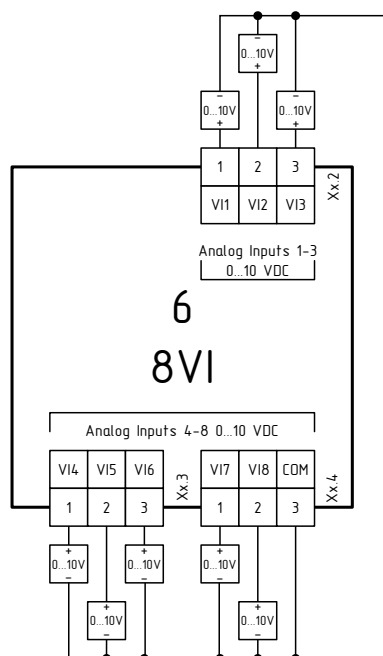 −
0...10V
+
−
0...10V
+
−
0...10V
+
1 2 3
VI1 VI2 VI3
Xx.2
Analog Inputs 1-3
0...10 VDC
6
8VI
Analog Inputs 4-8 0...10 VDC
VI4 VI5 VI6
1 2 3
Xx.3
VI7 VI8 COM
1 2 3
Xx.4
+
0...10V
−
+
0...10V
−
+
0...10V
−
+
0...10V
−
+
0...10V
−